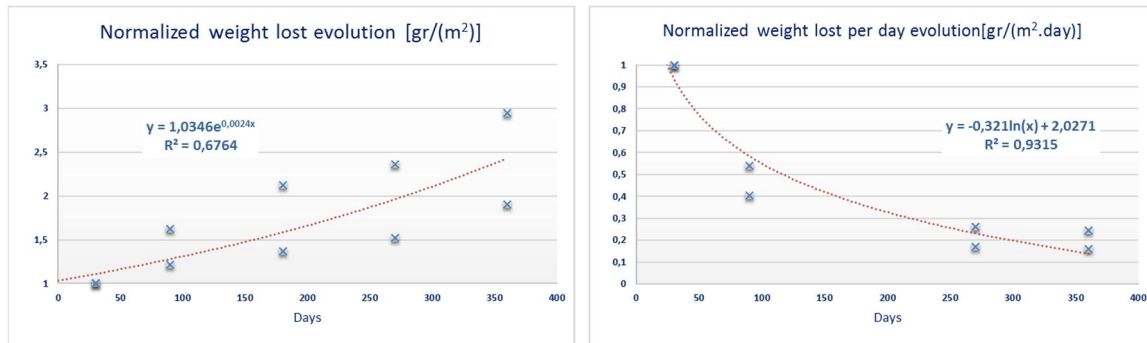 Normalized weight lost evolution [gr/(m²)]
3,5
3
2,5
2
1,5
1
y = 1,0346e^0,0024x
R² = 0,6764
0 50 100 150 200 250 300 350 400
Days
Normalized weight lost per day evolution[gr/(m².day)]
1
0,9
0,8
0,7
0,6
0,5
0,4
0,3
0,2
0,1
0
y = -0,321ln(x) + 2,0271
R² = 0,9315
0 50 100 150 200 250 300 350 400
Days